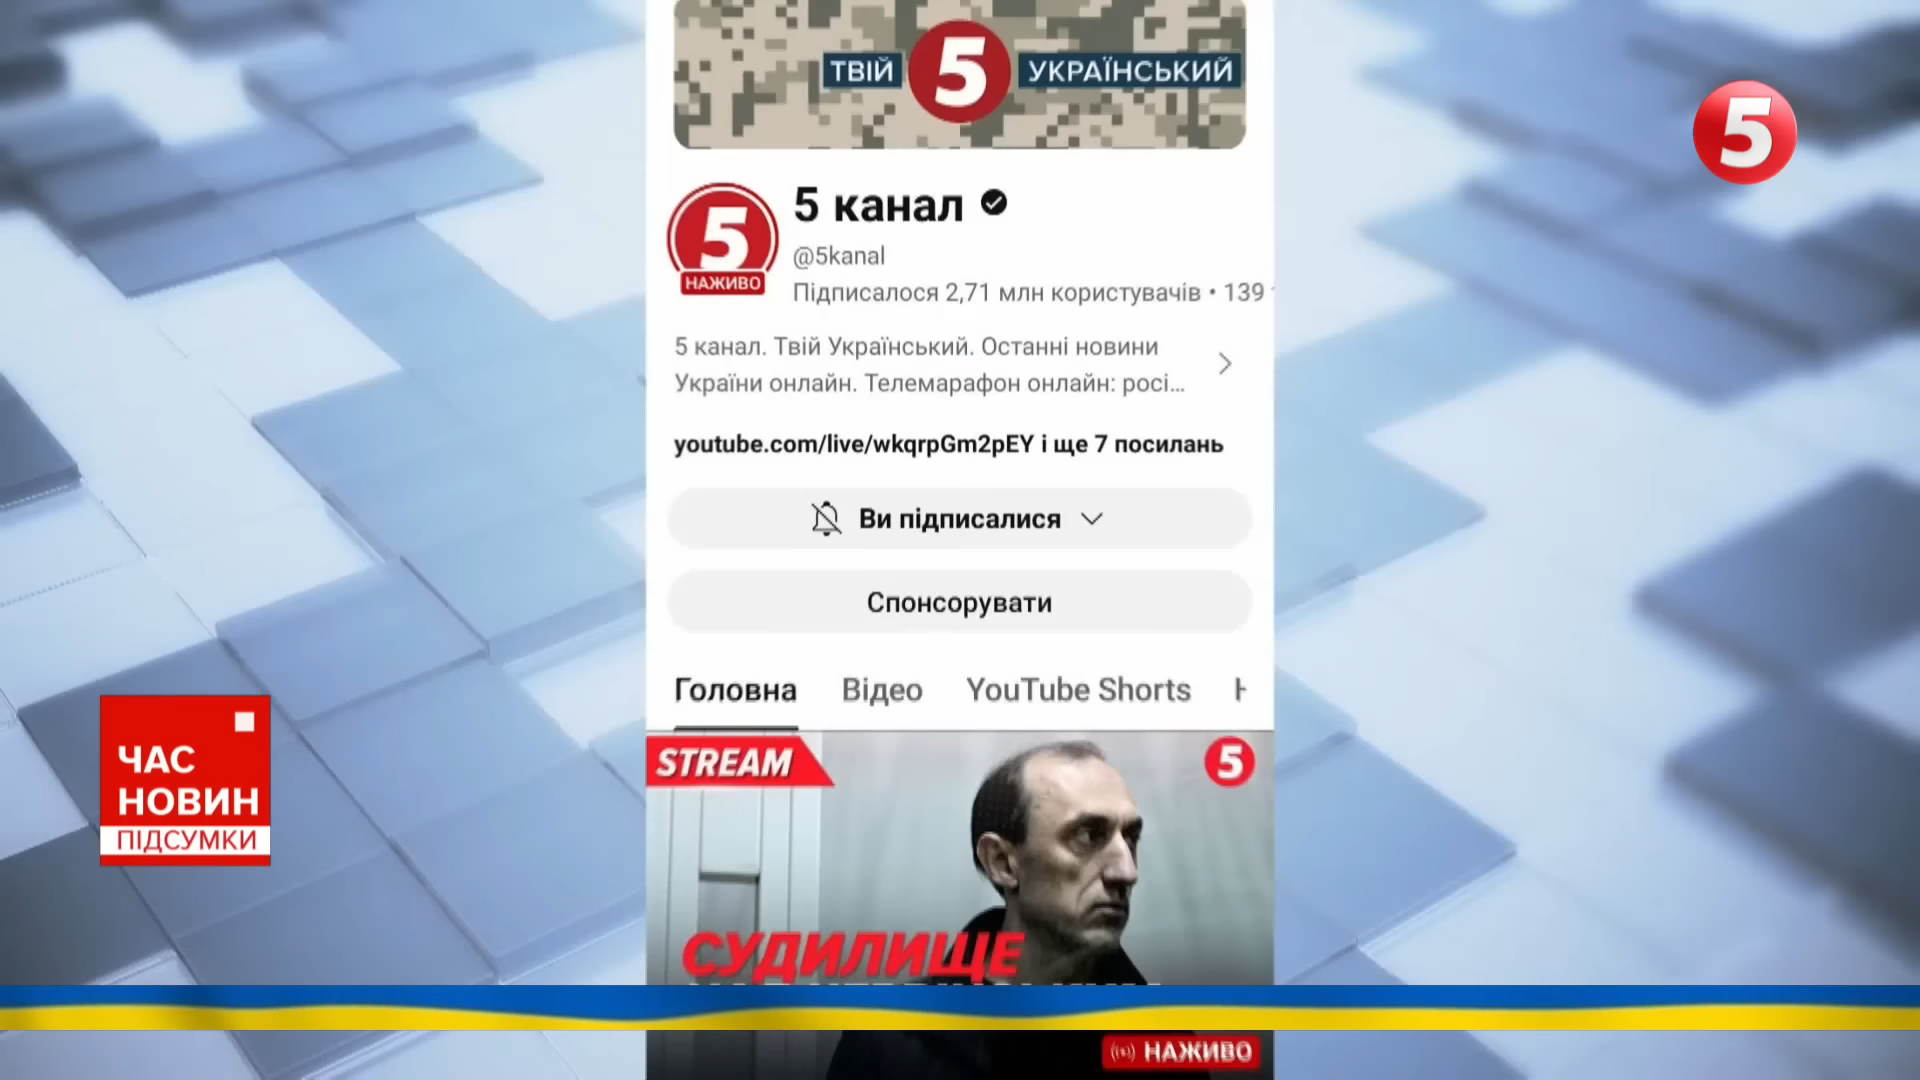 ТВІЙ 5 УКРАЇНСЬКИЙ
5
5 канал
@5kanal
5
НАЖИВО
Підписалося 2,71 млн користувачів • 139
5 канал. Твій Український. Останні новини
України онлайн. Телемарафон онлайн: росі...
youtube.com/live/wkqrpGm2pEY і ще 7 посилань
Ви підписалися
Спонсорувати
Головна Відео YouTube Shorts
STREAM 5
ЧАС
НОВИН
ПІДСУМКИ
СУДИЛИЩЕ
НАЖИВО